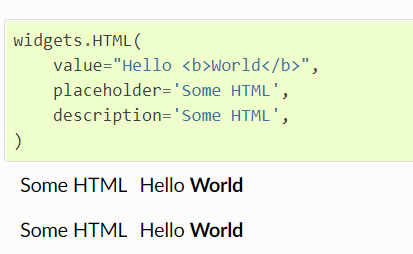 widgets.HTML(
    value="Hello <b>World</b>",
    placeholder='Some HTML',
    description='Some HTML',
)
Some HTML Hello World
Some HTML Hello World